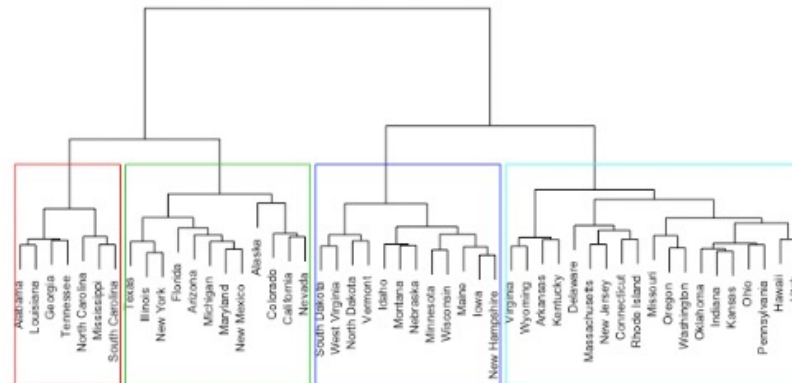 Alabama
Louisiana
Georgia
Tennessee
North Carolina
Mississippi
South Carolina
Texas
Illinois
New York
Florida
Arizona
Michigan
Maryland
New Mexico
Alaska
Colorado
California
Nevada
South Dakota
West Virginia
North Dakota
Vermont
Idaho
Montana
Nebraska
Minnesota
Wisconsin
Maine
Iowa
New Hampshire
Virginia
Wyoming
Arkansas
Kentucky
Delaware
Massachusetts
New Jersey
Connecticut
Rhode Island
Missouri
Oregon
Washington
Oklahoma
Indiana
Kansas
Ohio
Pennsylvania
Hawaii